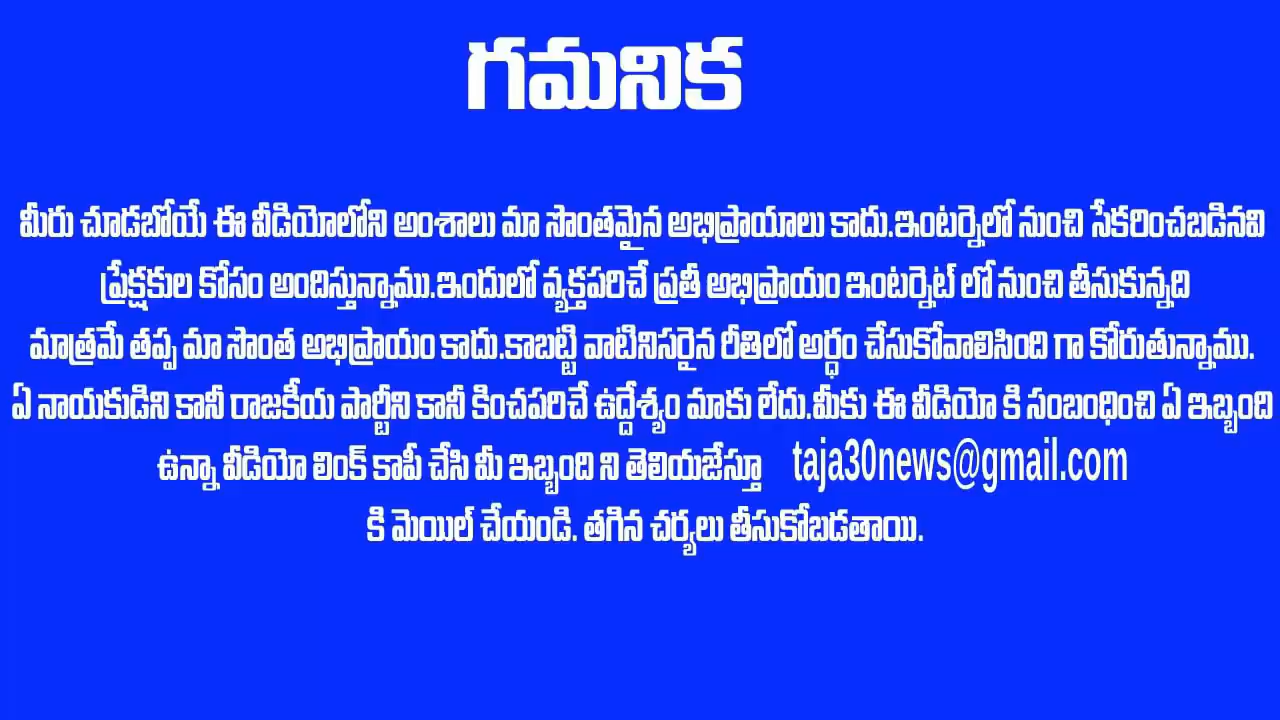 గమనిక
మీరు చూడబోయే ఈ వీడియోలోని అంశాలు మా సొంతమైన అభిప్రాయాలు కాదు.ఇంటర్నెలో నుంచి సేకరించబడినవి
ప్రేక్షకుల కోసం అందిస్తున్నాము.ఇందులో వ్యక్తపరిచే ప్రతీ అభిప్రాయం ఇంటర్నెట్ లో నుంచి తీసుకున్నది
మాత్రమే తప్ప మా సొంత అభిప్రాయం కాదు.కాబట్టి వాటినిసరైన రీతిలో అర్ధం చేసుకోవాలిసింది గా కోరుతున్నాము.
ఏ నాయకుడిని కానీ రాజకీయ పార్టీని కానీ కించపరిచే ఉద్దేశ్యం మాకు లేదు.మీకు ఈ వీడియో కి సంబంధించి ఏ ఇబ్బంది
ఉన్నా వీడియో లింక్ కాపీ చేసి మీ ఇబ్బంది ని తెలియజేస్తూ taja30news@gmail.com
కి మెయిల్ చేయండి. తగిన చర్యలు తీసుకోబడతాయి.